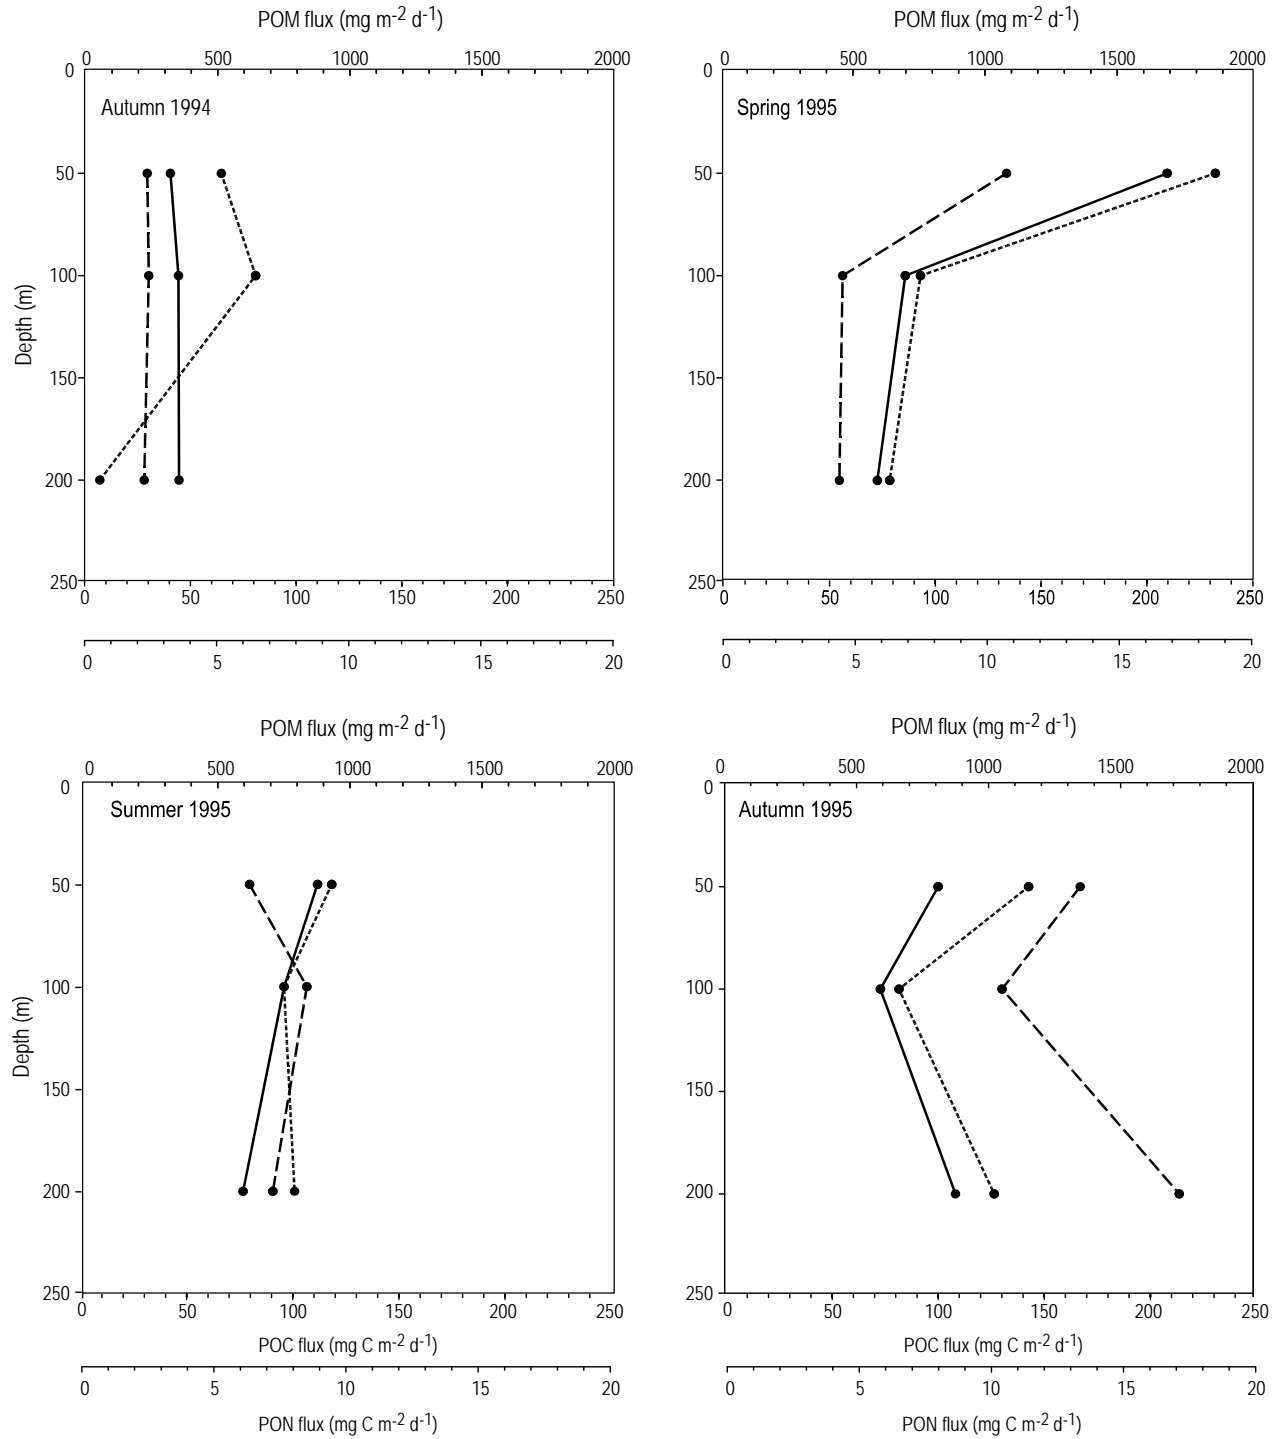 POM flux (mg m-2 d-1)
0 500 1000 1500 2000
Autumn 1994
Depth (m)
0
50
100
150
200
250
0 50 100 150 200 250
0 5 10 15 20
POM flux (mg m-2 d-1)
0 500 1000 1500 2000
Spring 1995
0
50
100
150
200
250
0 50 100 150 200 250
0 5 10 15 20
POM flux (mg m-2 d-1)
0 500 1000 1500 2000
Summer 1995
Depth (m)
0
50
100
150
200
250
0 50 100 150 200 250
POC flux (mg C m-2 d-1)
0 5 10 15 20
PON flux (mg C m-2 d-1)
POM flux (mg m-2 d-1)
0 500 1000 1500 2000
Autumn 1995
0
50
100
150
200
250
0 50 100 150 200 250
POC flux (mg C m-2 d-1)
0 5 10 15 20
PON flux (mg C m-2 d-1)